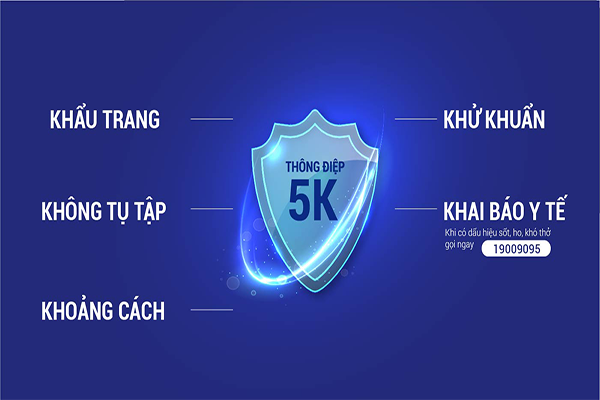 KHẨU TRANG
KHÔNG TỤ TẬP
KHOẢNG CÁCH
THÔNG ĐIỆP
5K
KHỬ KHUẨN
KHAI BÁO Y TẾ
Khi có dấu hiệu sốt, ho, khó thở
gọi ngay 19009095